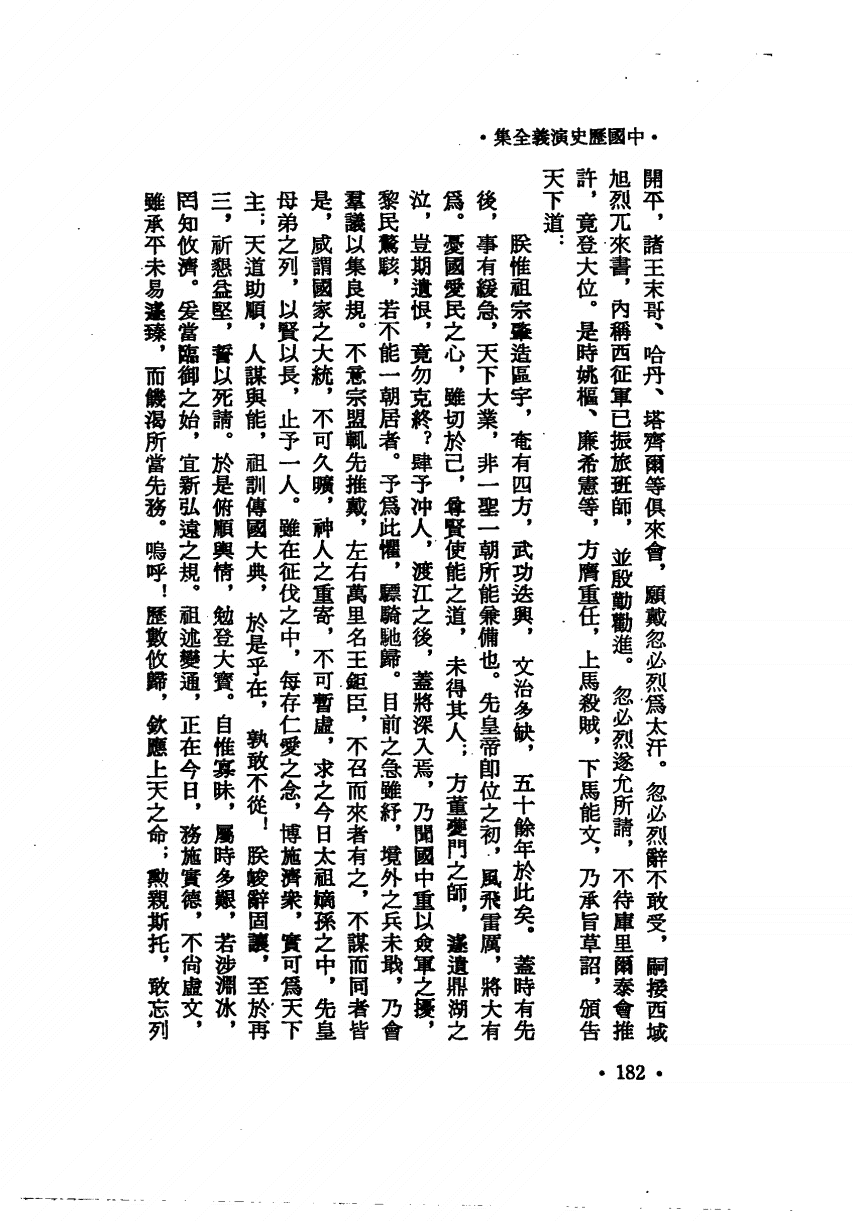 ·中國歷史演義全集·
開平，諸王末哥、哈丹、塔齊爾等俱來會，願戴忽必烈爲太汗。忽必烈辭不敢受，嗣接西域
旭烈兀來書，內稱西征軍已振旅班師，並殷勤勸進。忽必烈遂允所請，不待庫里爾泰會推
許，竟登大位。是時姚樞、廉希憲等，方膺重任，上馬殺賊，下馬能文，乃承旨草詔，頒告
天下道：
朕惟祖宗肇造區宇，奄有四方，武功迭興，文治多缺，五十餘年於此矣。蓋時有先
後，事有緩急，天下大業，非一聖一朝所能兼備也。先皇帝卽位之初，風飛雷厲，將大有
爲。憂國愛民之心，雖切於己，尊賢使能之道，未得其人；方董夔門之師，遽遺鼎湖之
泣，豈期遺恨，竟勿克終？肆予沖人，渡江之後，蓋將深入焉，乃聞國中重以僉軍之擾，
黎民驚駭，若不能一朝居者。予爲此懼，驛騎馳歸。目前之急雖紓，境外之兵未戢，乃會
羣議以集良規。不意宗盟輒先推戴，左右萬里名王鉅臣，不召而來者有之，不謀而同者皆
是，咸謂國家之大統，不可久曠，神人之重寄，不可暫虛，求之今日太祖嫡孫之中，先皇
母弟之列，以賢以長，止予一人。雖在征伐之中，每存仁愛之念，博施濟衆，實可爲天下
主；天道助順，人謀與能，祖訓傳國大典，於是乎在，孰敢不從！朕峻辭固讓，至於再
三，祈懇益堅，誓以死請。於是俯順輿情，勉登大寶。自惟寡昧，屬時多艱，若涉淵冰，
罔知攸濟。爰當臨御之始，宜新弘遠之規。祖述變通，正在今日，務施實德，不尙虛文，
雖承平未易遽臻，而饑渴所當先務。嗚呼！歷數攸歸，欽應上天之命；勳親斯托，敢忘列
·182·